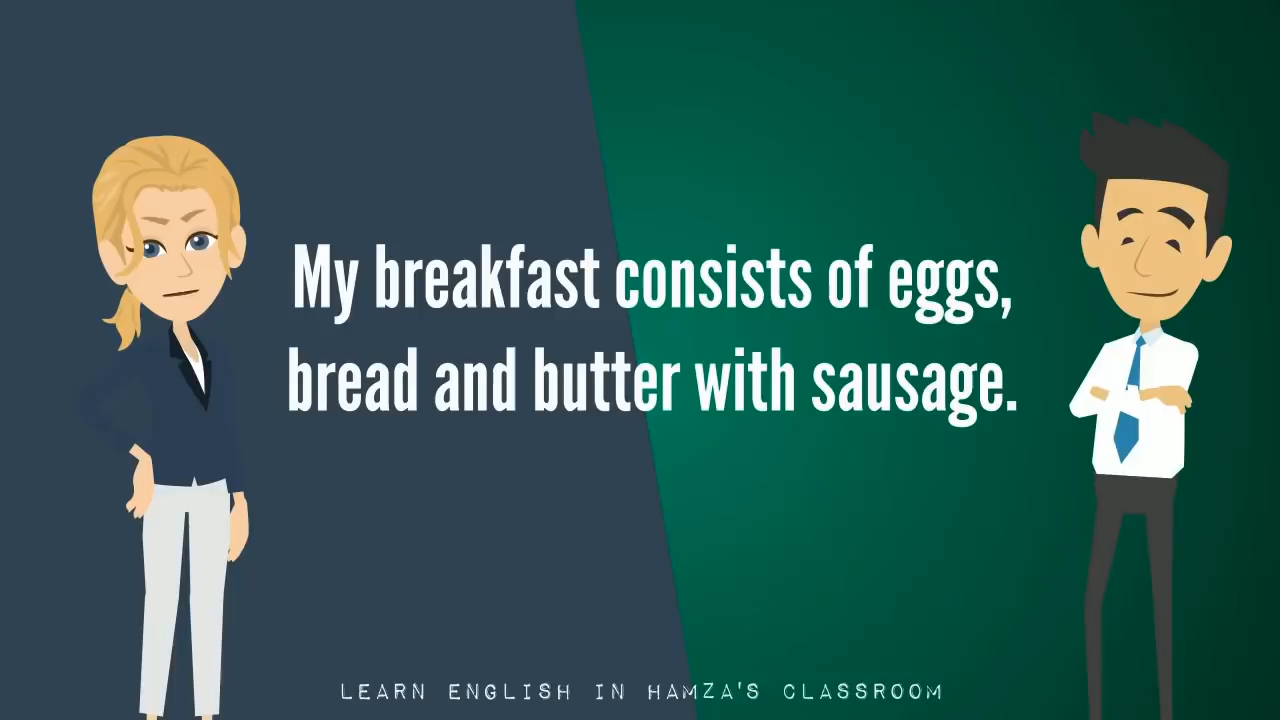 My breakfast consists of eggs,
bread and butter with sausage.
LEARN ENGLISH IN HAMZA'S CLASSROOM